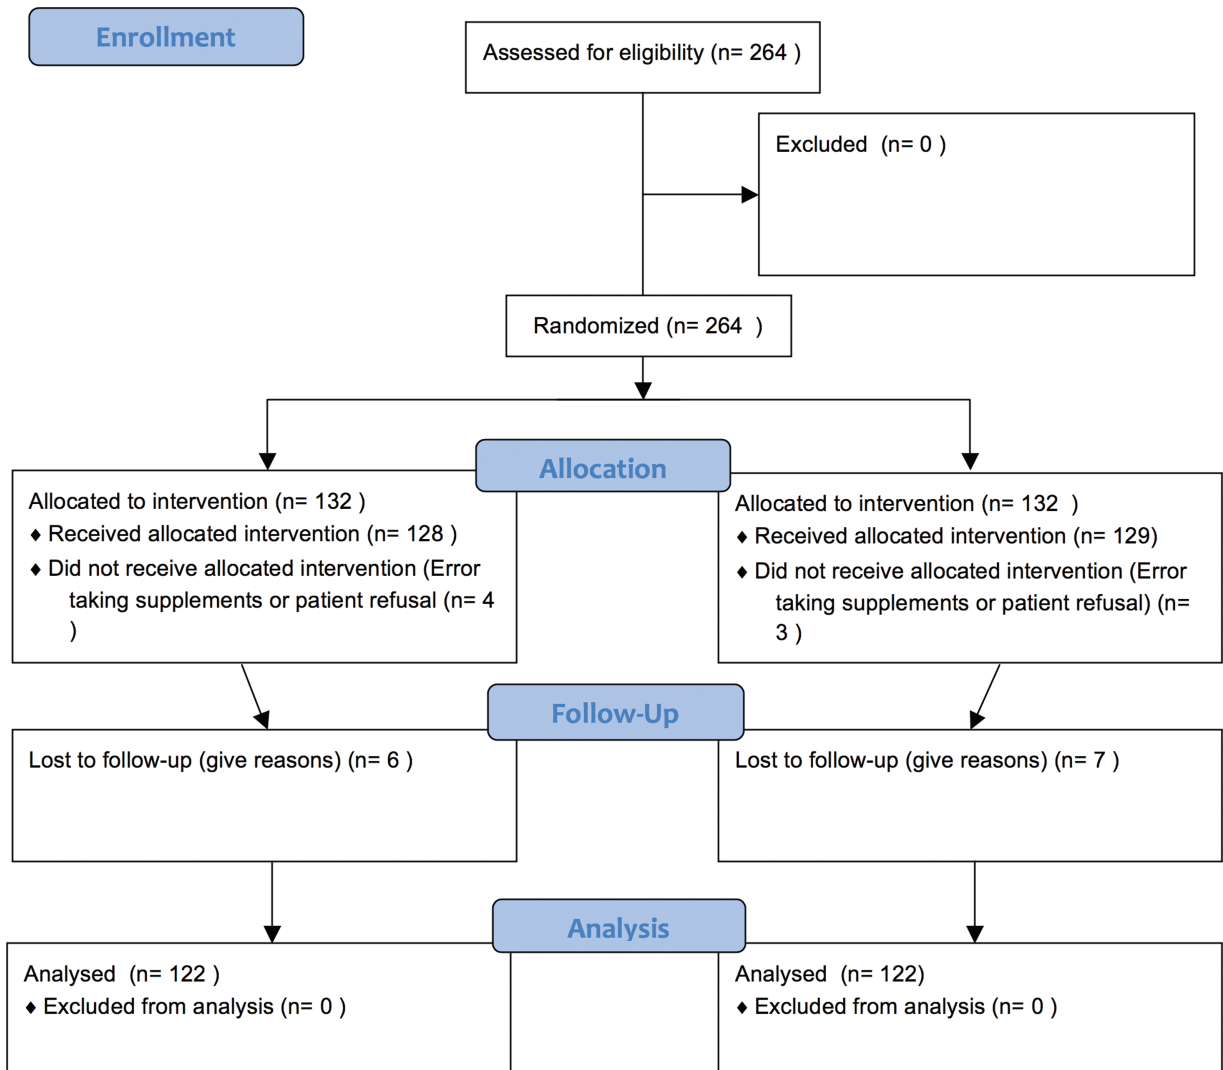 Enrollment
Assessed for eligibility (n= 264 )
Excluded  (n= 0 )
Randomized (n= 264  )
Allocation
Allocated to intervention (n= 132 )
♦ Received allocated intervention (n= 128 )
♦ Did not receive allocated intervention (Error
taking supplements or patient refusal (n= 4
)
Allocated to intervention (n= 132  )
♦ Received allocated intervention (n= 129)
♦ Did not receive allocated intervention (Error
taking supplements or patient refusal) (n=
3 )
Follow-Up
Lost to follow-up (give reasons) (n= 6 )
Lost to follow-up (give reasons) (n= 7 )
Analysis
Analysed  (n= 122 )
♦ Excluded from analysis (n= 0 )
Analysed  (n= 122)
♦ Excluded from analysis (n= 0 )